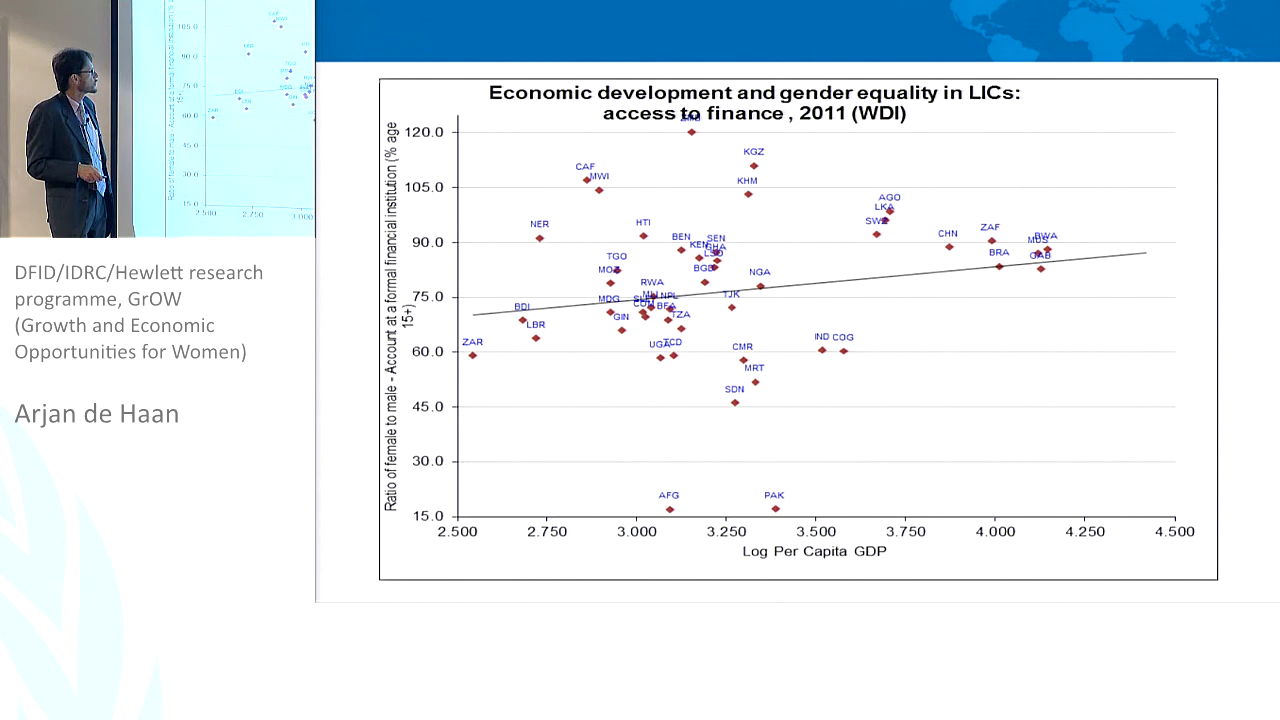 DFID/IDRC/Hewlett research
programme, GrOW
(Growth and Economic
Opportunities for Women)
Arjan de Haan
Economic development and gender equality in LICs:
access to finance , 2011 (WDI)
Ratio of female to male - Account at a formal financial institution (% age
15+)
120.0
105.0
90.0
75.0
60.0
45.0
30.0
15.0
KGZ
CAF
MWI
KHM
AGO
LKA
NER
HTI
SWZ
ZAF
CHN
BWA
MUS
BEN
SEN
KEN
GHA
LSO
BRA
GAB
TGO
MOZ
BGD
NGA
RWA
MLI
NPL
TJK
MDG
BFA
BDI
GIN
TZA
LBR
ZAR
UGA
TCD
CMR
IND
COG
MRT
SDN
AFG
PAK
2.500
2.750
3.000
3.250
3.500
3.750
4.000
4.250
4.500
Log Per Capita GDP